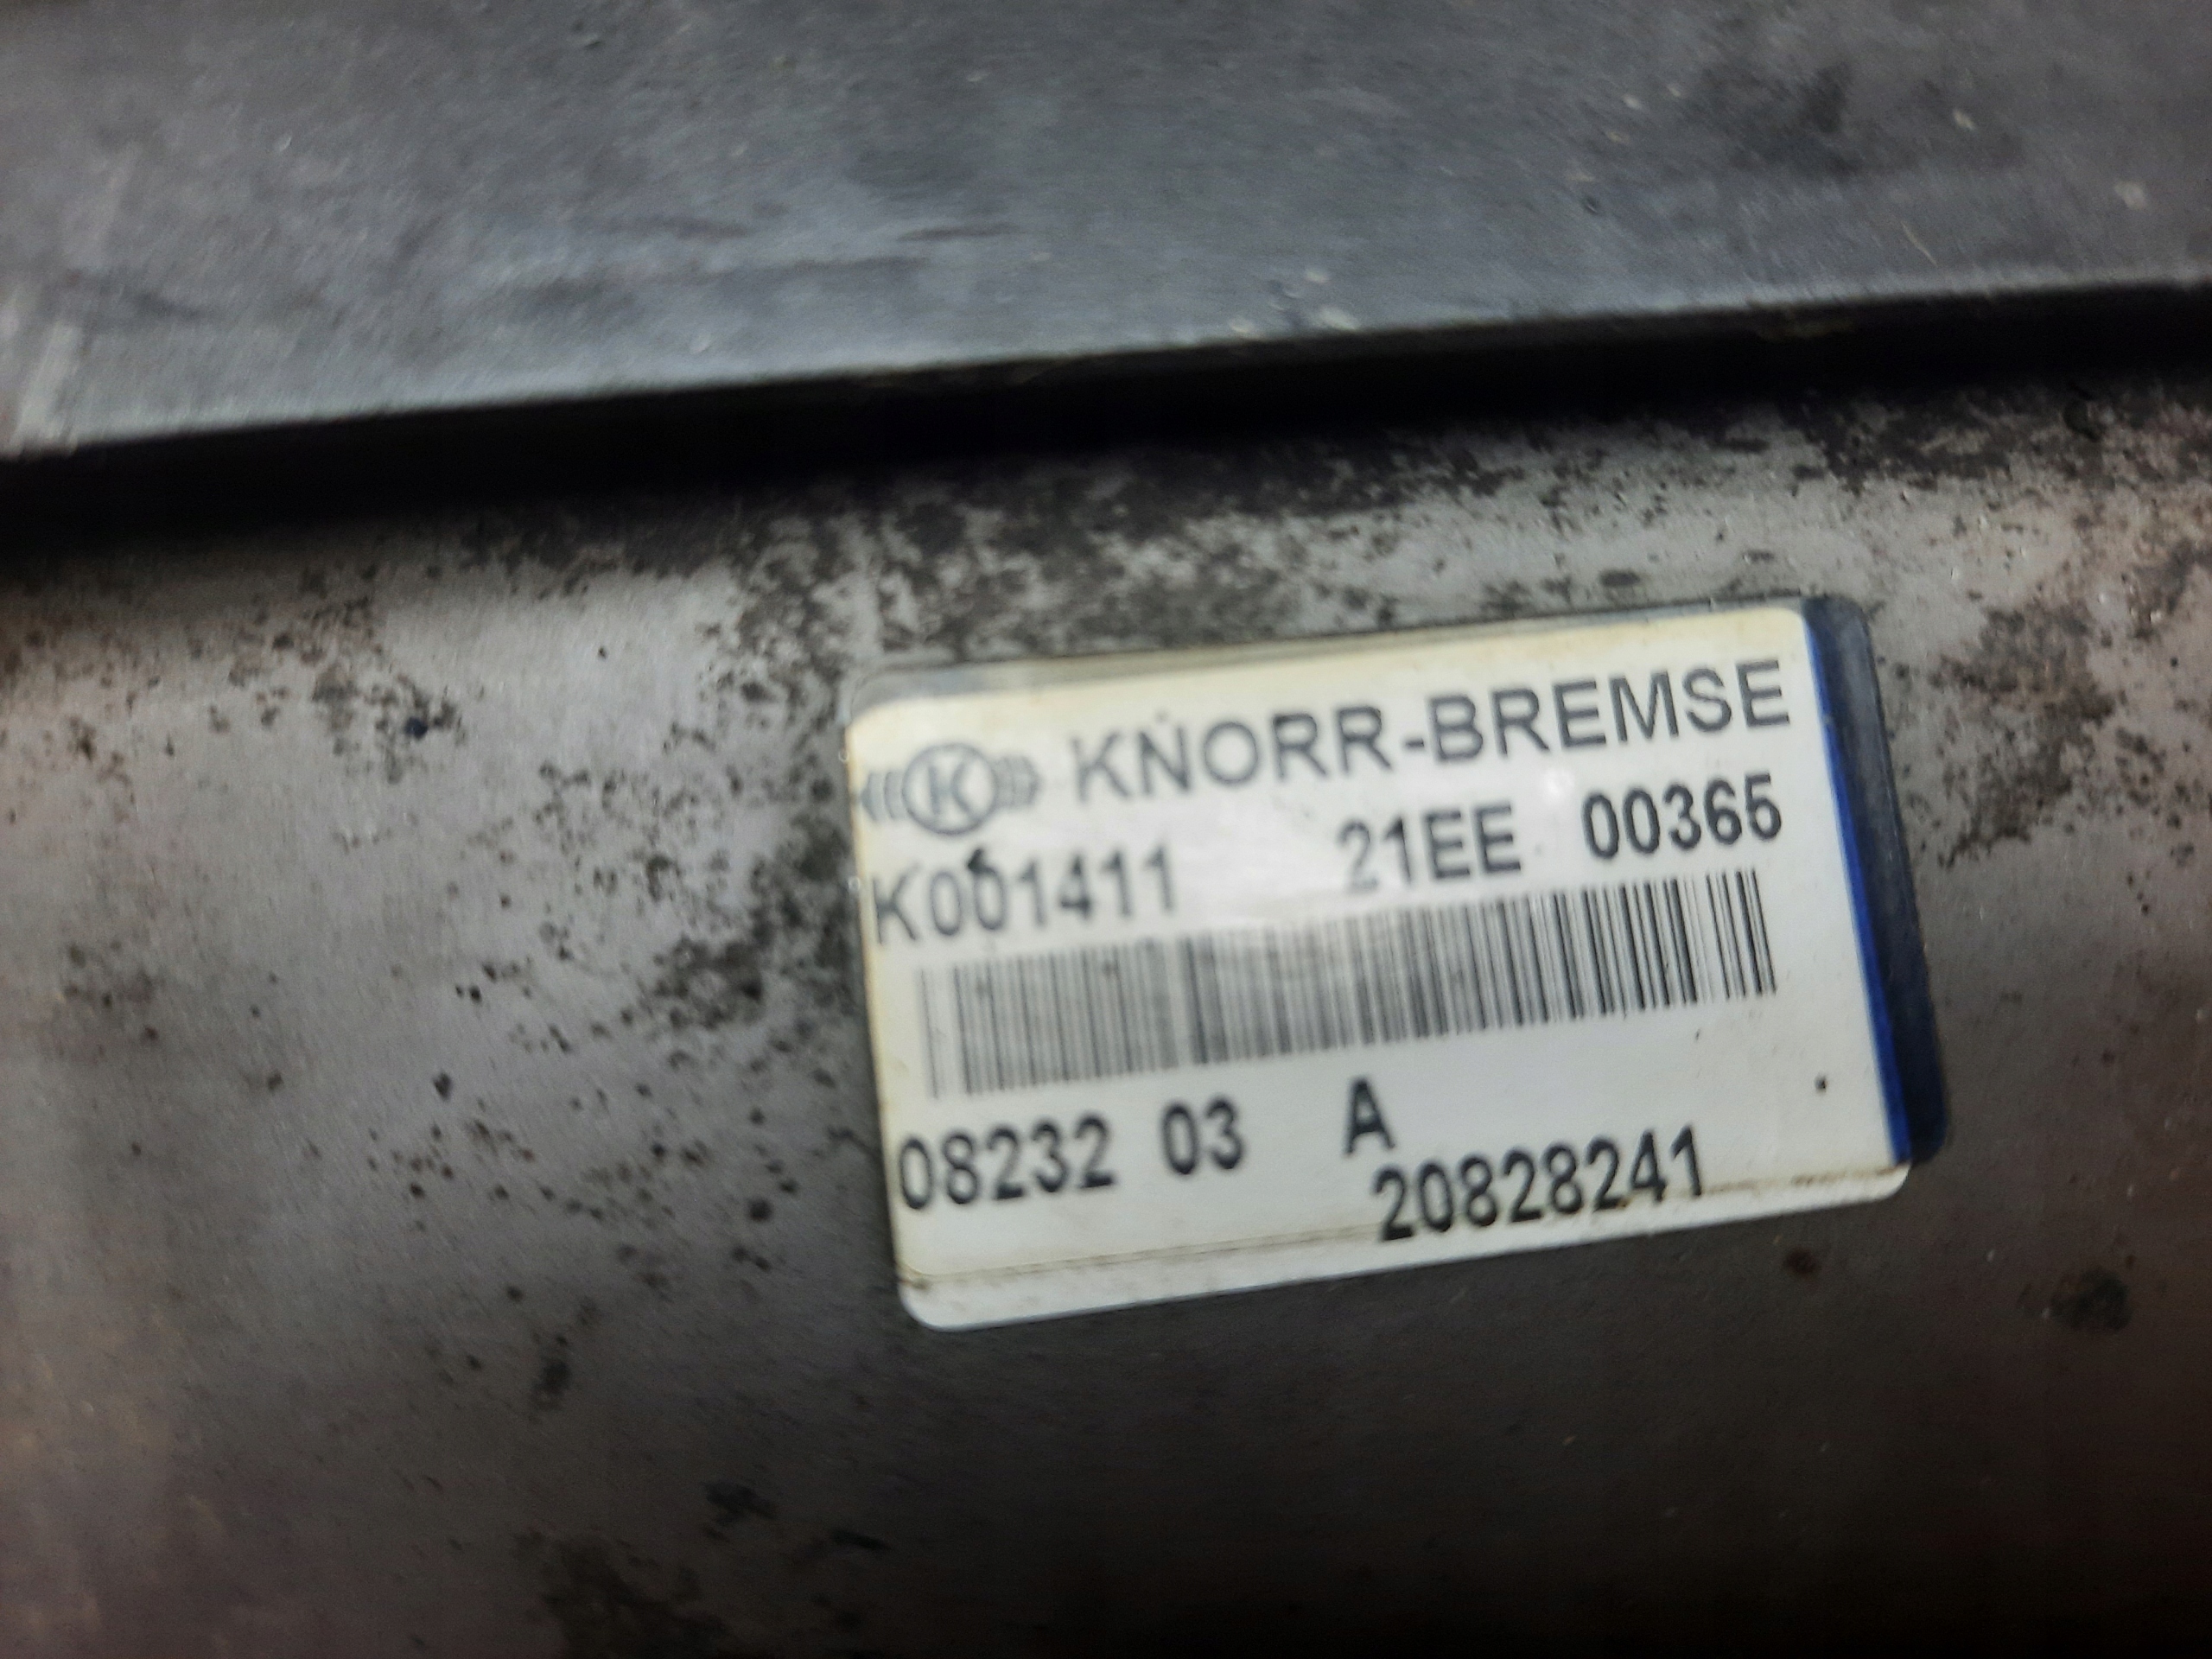 K KNORR-BREMSE
K001411 21EE 00365
08232 03 A
20828241